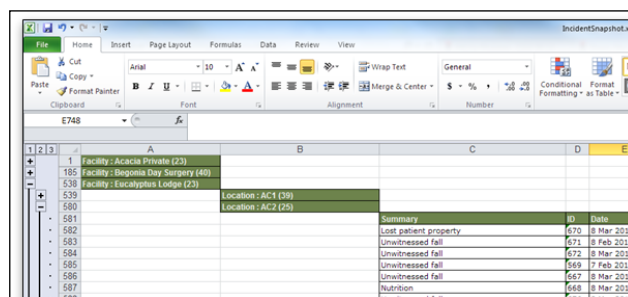 IncidentSnapshot.x
File Home Insert Page Layout Formulas Data Review View
Cut
Copy
Format Painter
Paste
Arial 10
B I U
Wrap Text
Merge & Center
General
$ % ,
Conditional Formatting
Format as Table
Clipboard Font Alignment Number
E748 fx
1 2 3 A B C D E
1 Facility : Acacia Private (23)
185 Facility : Begonia Day Surgery (40)
538 Facility : Eucalyptus Lodge (23)
539 Location : AC1 (39)
580 Location : AC2 (25)
581 Summary ID Date
582 Lost patient property 670 8 Mar 201
583 Unwitnessed fall 671 8 Feb 201
584 Unwitnessed fall 672 8 Mar 201
585 Unwitnessed fall 569 7 Feb 201
586 Unwitnessed fall 667 8 Mar 201
587 Nutrition 668 8 Mar 201